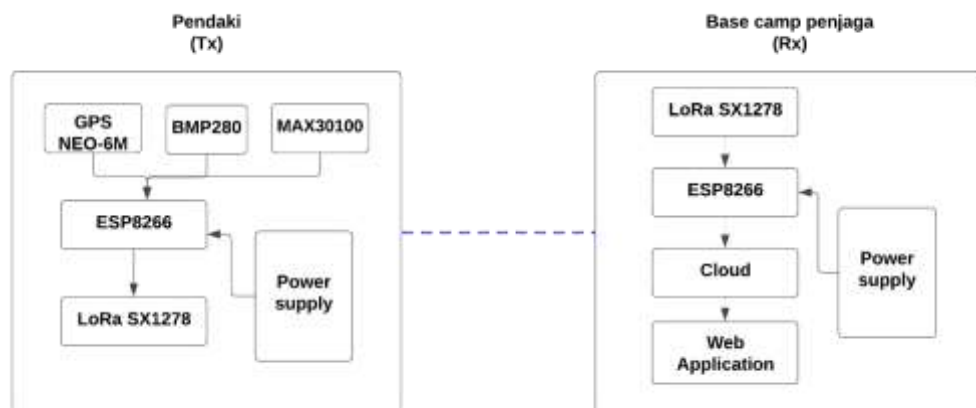 Pendaki
(Tx)
GPS
NEO-6M
BMP280
MAX30100
ESP8266
Power
supply
LoRa SX1278
Base camp penjaga
(Rx)
LoRa SX1278
ESP8266
Power
supply
Cloud
Web
Application